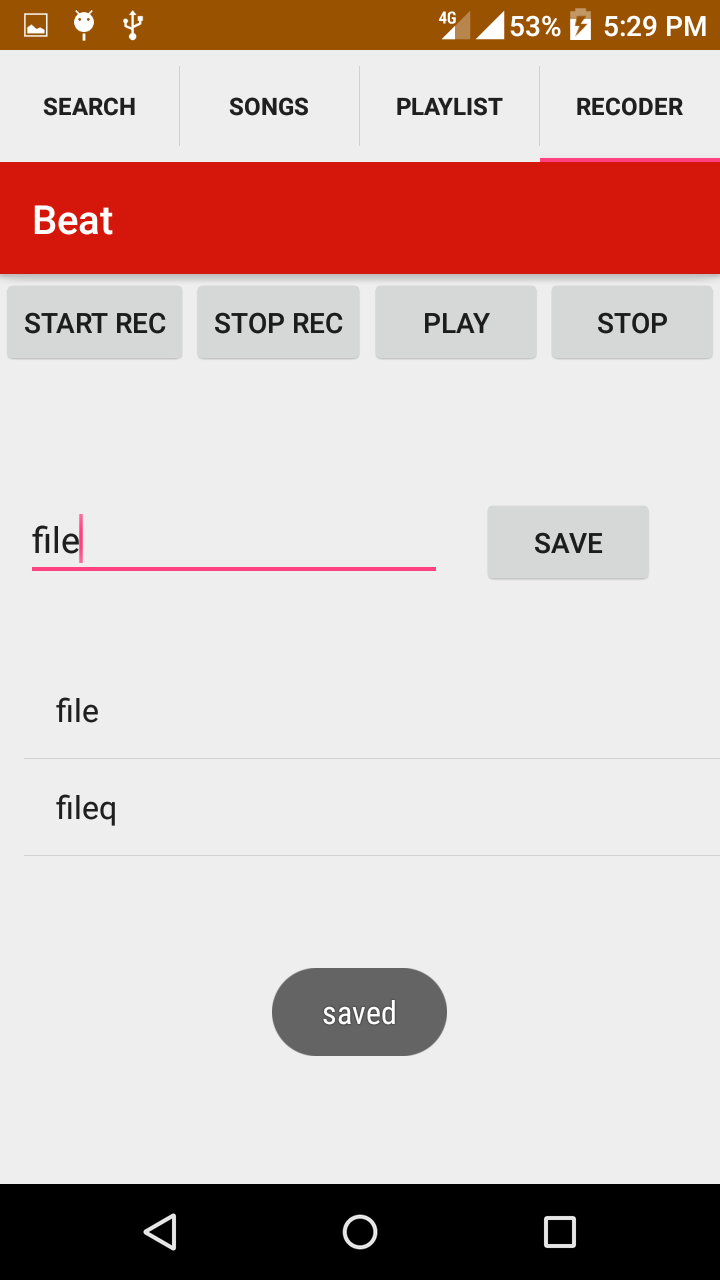 4G 53% 5:29 PM
SEARCH SONGS PLAYLIST RECODER
Beat
START REC STOP REC PLAY STOP
file SAVE
file
fileq
saved